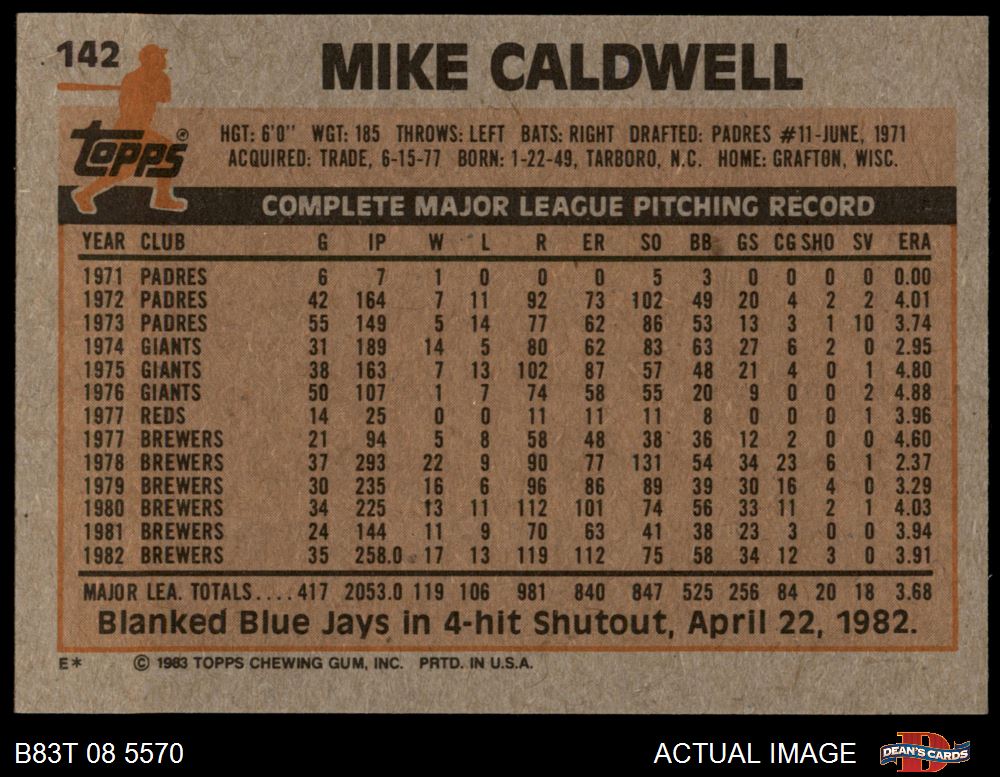 142
MIKE CALDWELL
topps®
HGT: 6'0" WGT: 185 THROWS: LEFT BATS: RIGHT DRAFTED: PADRES #11-JUNE, 1971
ACQUIRED: TRADE, 6-15-77 BORN: 1-22-49, TARBORO, N.C. HOME: GRAFTON, WISC.
COMPLETE MAJOR LEAGUE PITCHING RECORD
YEAR CLUB G IP W L R ER SO BB GS CG SHO SV ERA
1971 PADRES 6 7 1 0 0 0 5 3 0 0 0 0 0.00
1972 PADRES 42 164 7 11 92 73 102 49 20 4 2 2 4.01
1973 PADRES 55 149 5 14 77 62 86 53 13 3 1 10 3.74
1974 GIANTS 31 189 14 5 80 62 83 63 27 6 2 0 2.95
1975 GIANTS 38 163 7 13 102 87 57 48 21 4 0 1 4.80
1976 GIANTS 50 107 1 7 74 58 55 20 9 0 0 2 4.88
1977 REDS 14 25 0 0 11 11 11 8 0 0 0 1 3.96
1977 BREWERS 21 94 5 8 58 48 38 36 12 2 0 0 4.60
1978 BREWERS 37 293 22 9 90 77 131 54 34 23 6 1 2.37
1979 BREWERS 30 235 16 6 96 86 89 39 30 16 4 0 3.29
1980 BREWERS 34 225 13 11 112 101 74 56 33 11 2 1 4.03
1981 BREWERS 24 144 11 9 70 63 41 38 23 3 0 0 3.94
1982 BREWERS 35 258.0 17 13 119 112 75 58 34 12 3 0 3.91
MAJOR LEA. TOTALS....417 2053.0 119 106 981 840 847 525 256 84 20 18 3.68
Blanked Blue Jays in 4-hit Shutout, April 22, 1982.
E* © 1983 TOPPS CHEWING GUM, INC. PRTD. IN U.S.A.
B83T 08 5570 ACTUAL IMAGE DEAN'S CARDS